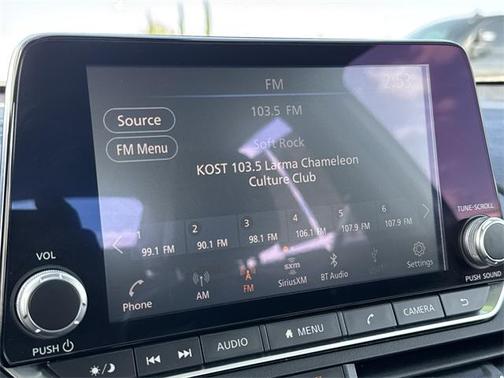 FM
2:53
103.5 FM
Source
Soft Rock
FM Menu
KOST 103.5 Larma Chameleon
Culture Club
1 2 3 4 5 6
99.1 FM 90.1 FM 98.1 FM 106.1 FM 107.9 FM 107.9 FM
TUNE·SCROLL
VOL
Phone AM FM sxm SiriusXM BT Audio USB Settings
PUSH SOUND
PUSH
AUDIO MENU CAMERA